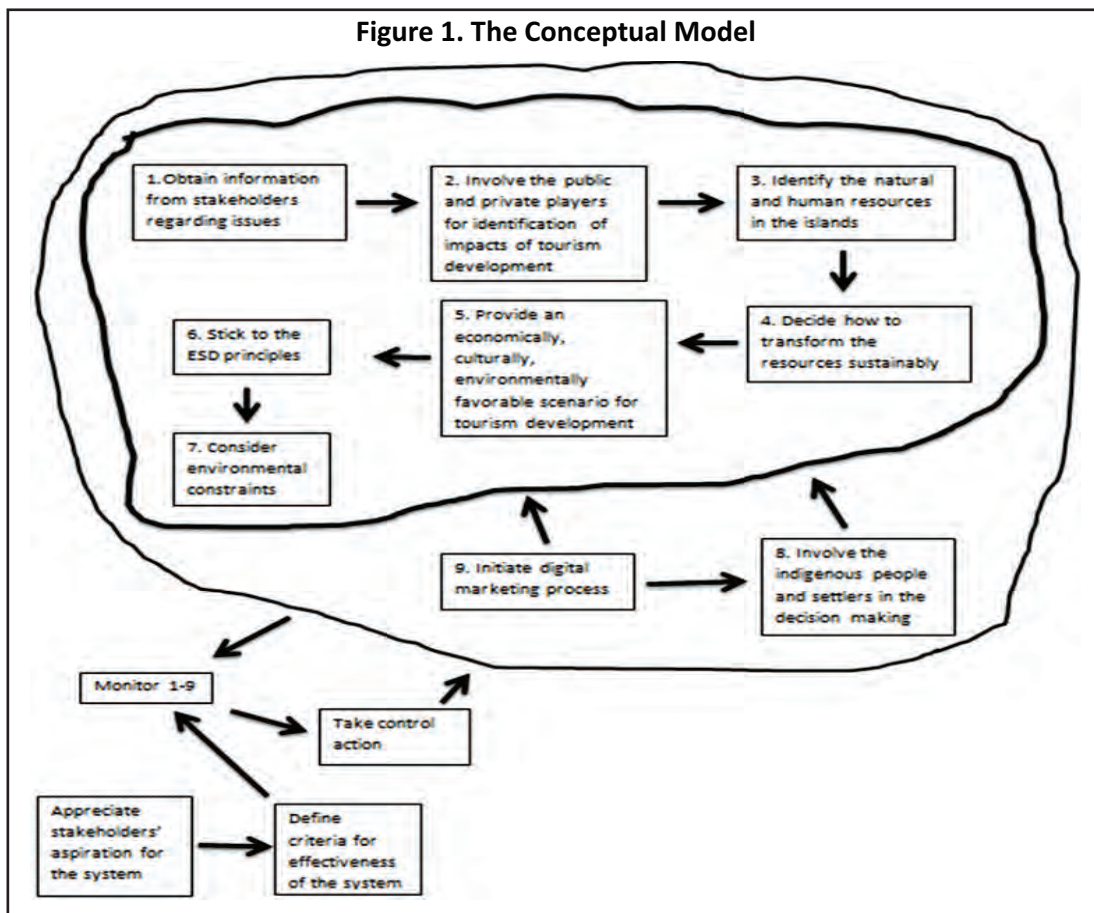 Figure 1. The Conceptual Model
1.Obtain information
from stakeholders
regarding issues
2. Involve the public
and private players
for identification of
impacts of tourism
development
3. Identify the natural
and human resources
in the islands
4. Decide how to
transform the
resources sustainably
5. Provide an
economically,
culturally,
environmentally
favorable scenario for
tourism development
6. Stick to the
ESD principles
7. Consider
environmental
constraints
8. Involve the
indigenous people
and settlers in the
decision making
9. Initiate digital
marketing process
Monitor 1-9
Take control
action
Appreciate
stakeholders'
aspiration for
the system
Define
criteria for
effectiveness
of the system